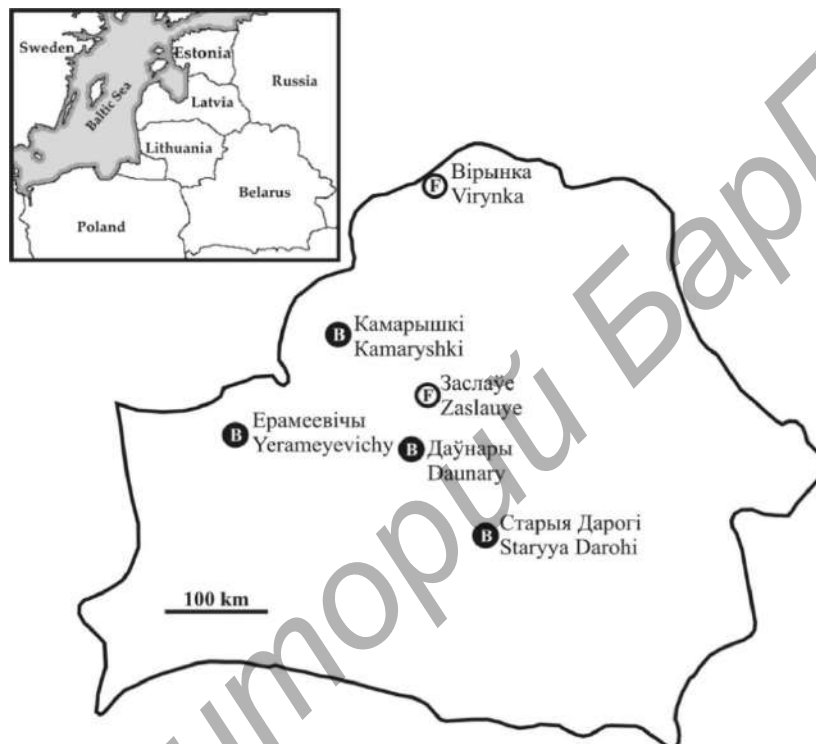 Sweden
Estonia
Russia
Baltic Sea
Latvia
Lithuania
Belarus
Poland
F
Вірынка
Virynka
B
Камарышкі
Kamaryshki
F
Заслаўе
Zaslauye
B
Ерамеевічы
Yerameyevichy
B
Даўнары
Daunary
B
Старыя Дарогі
Staryya Darohi
100 km